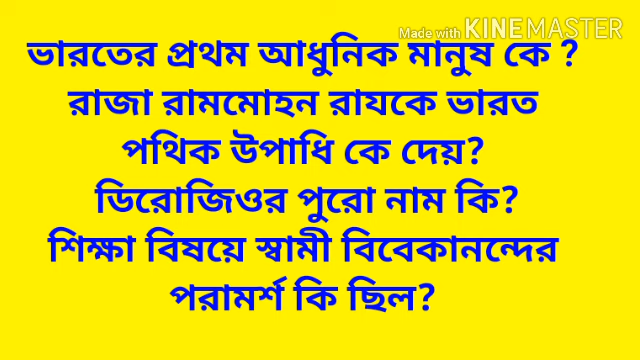 Made with KINEMASTER
ভারতের প্রথম আধুনিক মানুষ কে ?
রাজা রামমোহন রাযকে ভারত
পথিক উপাধি কে দেয়?
ডিরোজিওর পুরো নাম কি?
শিক্ষা বিষয়ে স্বামী বিবেকানন্দের
পরামর্শ কি ছিল?